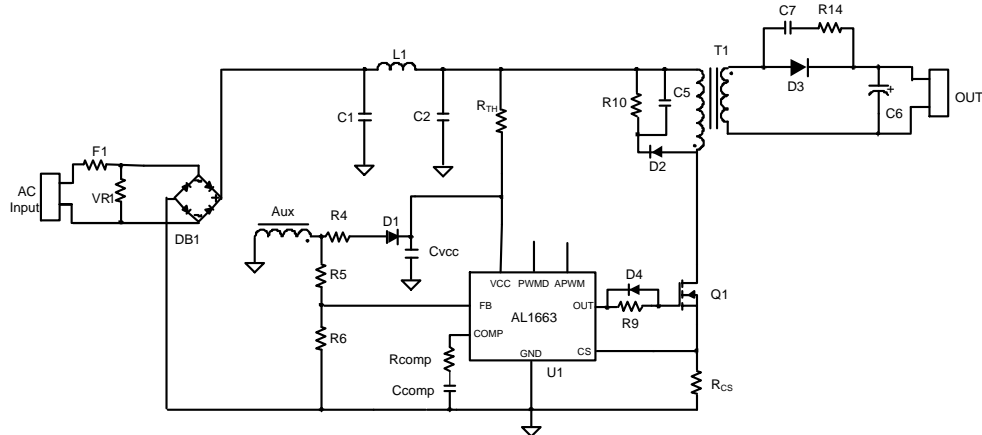 C7
R14
T1
L1
D3
C6
+
OUT
RTH
R10
C5
C1
C2
D2
F1
AC
Input
VR1
DB1
Aux
R4
D1
Cvcc
R5
R6
VCC
PWMD
APWM
FB
OUT
AL1663
COMP
GND
CS
U1
D4
R9
Q1
Rcomp
Ccomp
RCS